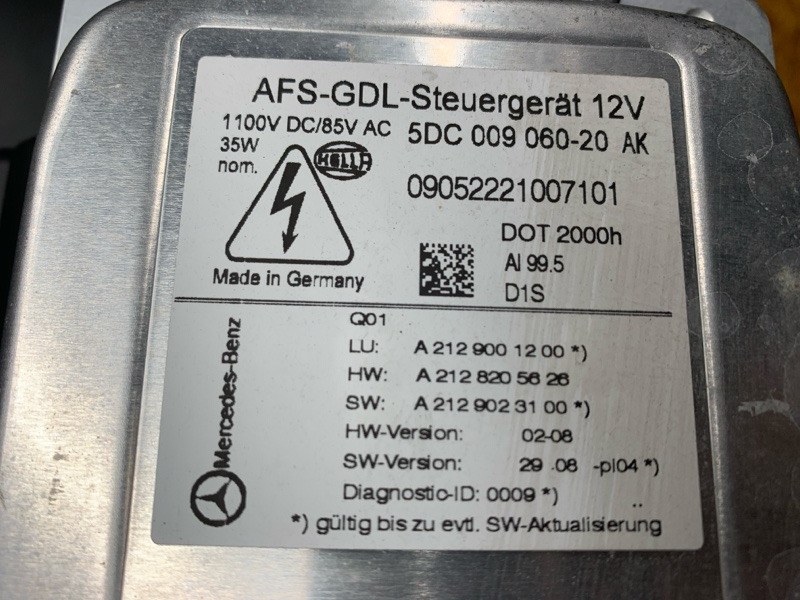 AFS-GDL-Steuergerät 12V
1100V DC/85V AC 5DC 009 060-20 AK
35W
nom.
HELLA
09052221007101
DOT 2000h
Al 99.5
D1S
Made in Germany
Mercedes-Benz
Q01
LU: A 212 900 12 00 *)
HW: A 212 820 56 26
SW: A 212 902 31 00 *)
HW-Version: 02-08
SW-Version: 29 .08 -pl04 *)
Diagnostic-ID: 0009 *)
*) gültig bis zu evtl. SW-Aktualisierung